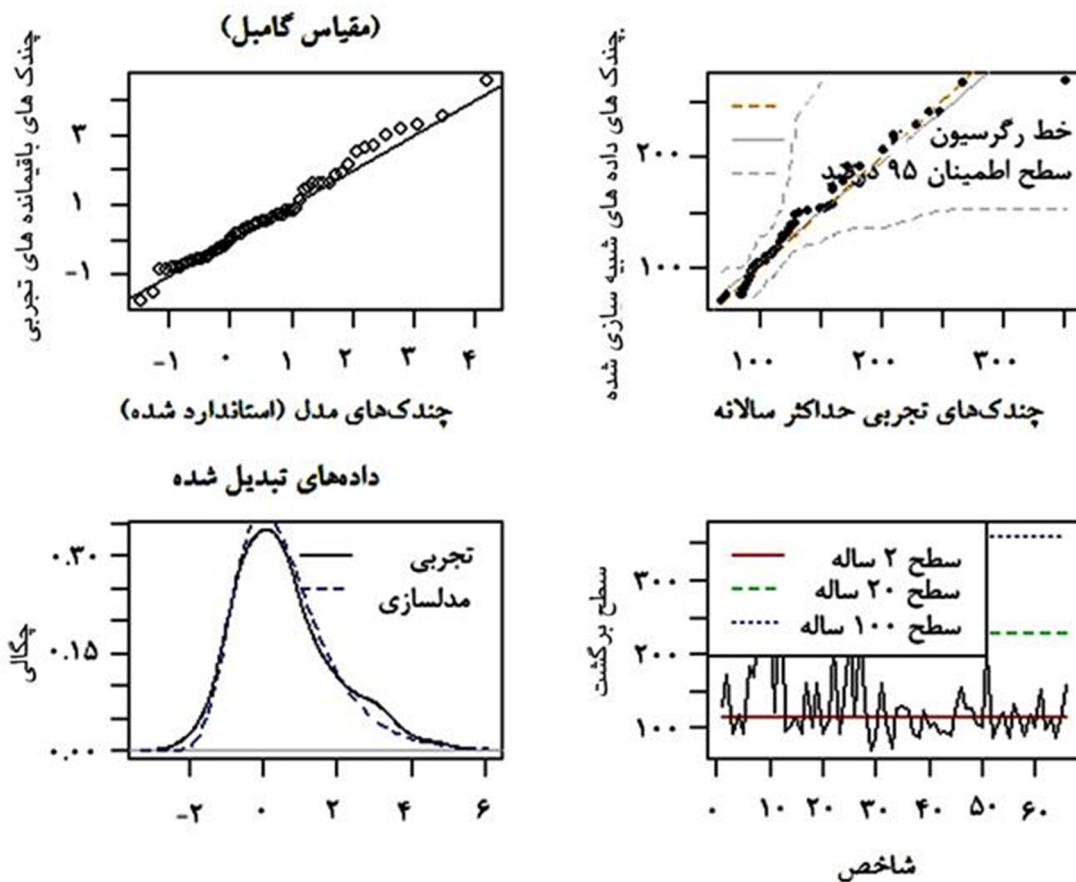 (مقیاس گامبل)
چندک های باقیمانده های تجربی
۳
۱
-۱
-۱ ۰ ۱ ۲ ۳ ۴
چندک‌های مدل (استاندارد شده)
چندک های داده های شبیه سازی شده
۲۰۰
۱۰۰
خط رگرسیون
سطح اطمینان ۹۵ درصد
۱۰۰ ۲۰۰ ۳۰۰
چندک‌های تجربی حداکثر سالانه
داده‌های تبدیل شده
چگالی
۰.۳۰
۰.۱۵
۰.۰۰
تجربی
مدلسازی
-۲ ۰ ۲ ۴ ۶
سطح برگشت
۳۰۰
۲۰۰
۱۰۰
سطح ۲ ساله
سطح ۲۰ ساله
سطح ۱۰۰ ساله
۰ ۱۰ ۲۰ ۳۰ ۴۰ ۵۰ ۶۰
شاخص